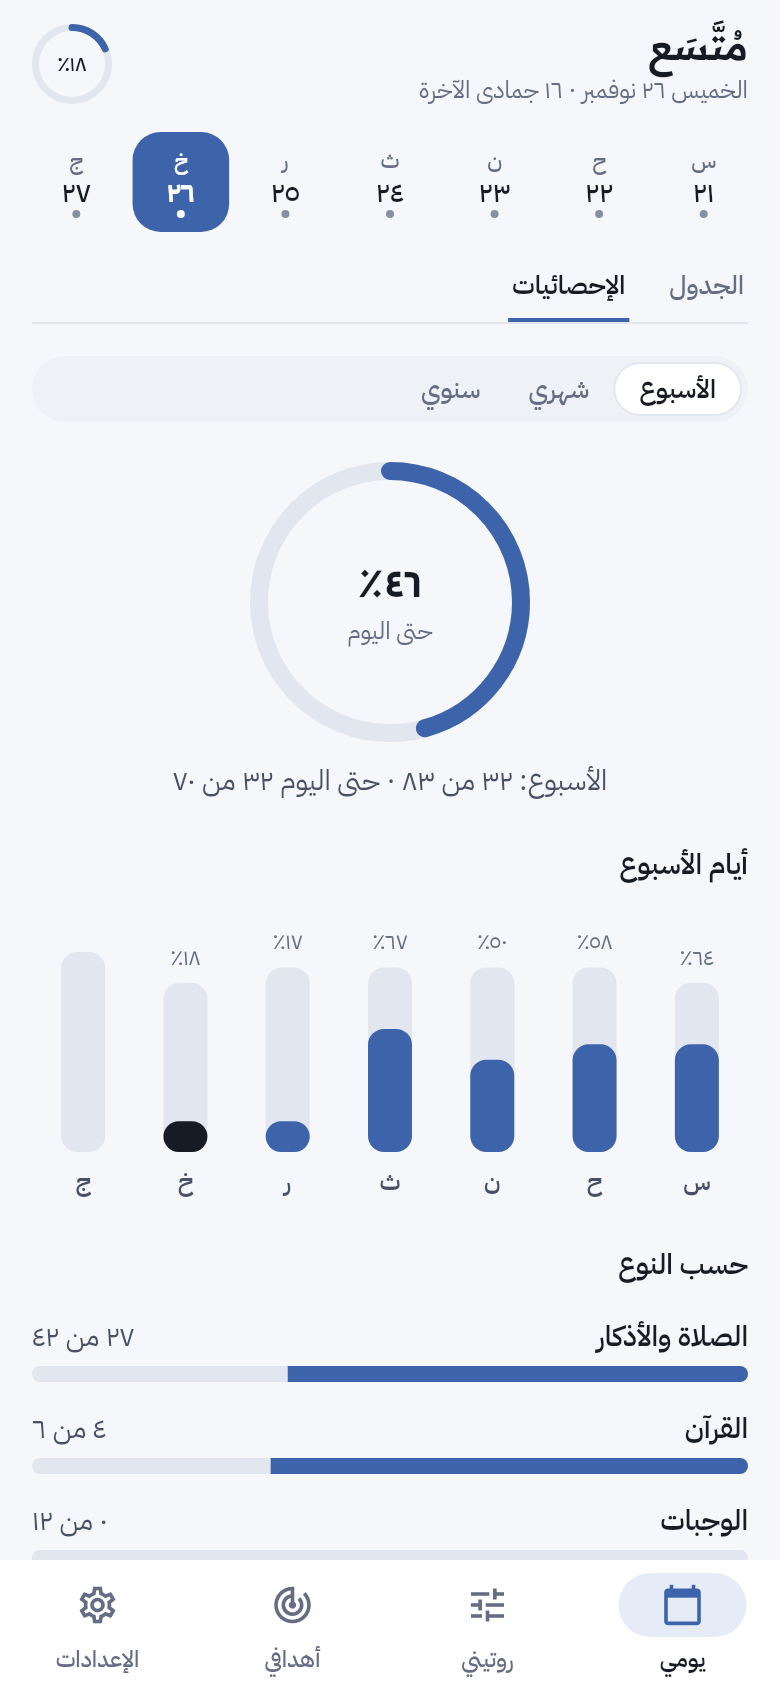 مُتَّسَع
الخميس ٢٦ نوفمبر · ١٦ جمادى الآخرة
٪١٨
س ح ن ث ر خ ج
٢١ ٢٢ ٢٣ ٢٤ ٢٥ ٢٦ ٢٧
الجدول الإحصائيات
الأسبوع شهري سنوي
٪٤٦
حتى اليوم
الأسبوع: ٣٢ من ٨٣ · حتى اليوم ٣٢ من ٧٠
أيام الأسبوع
٪٦٤ ٪٥٨ ٪٥٠ ٪٦٧ ٪١٧ ٪١٨
س ح ن ث ر خ ج
حسب النوع
الصلاة والأذكار ٢٧ من ٤٢
القرآن ٤ من ٦
الوجبات ٠ من ١٢
يومي روتيني أهدافي الإعدادات